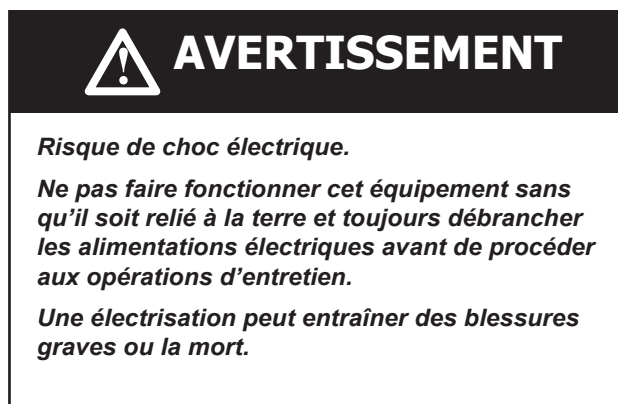 AVERTISSEMENT
Risque de choc électrique.
Ne pas faire fonctionner cet équipement sans
qu’il soit relié à la terre et toujours débrancher
les alimentations électriques avant de procéder
aux opérations d’entretien.
Une électrisation peut entraîner des blessures
graves ou la mort.